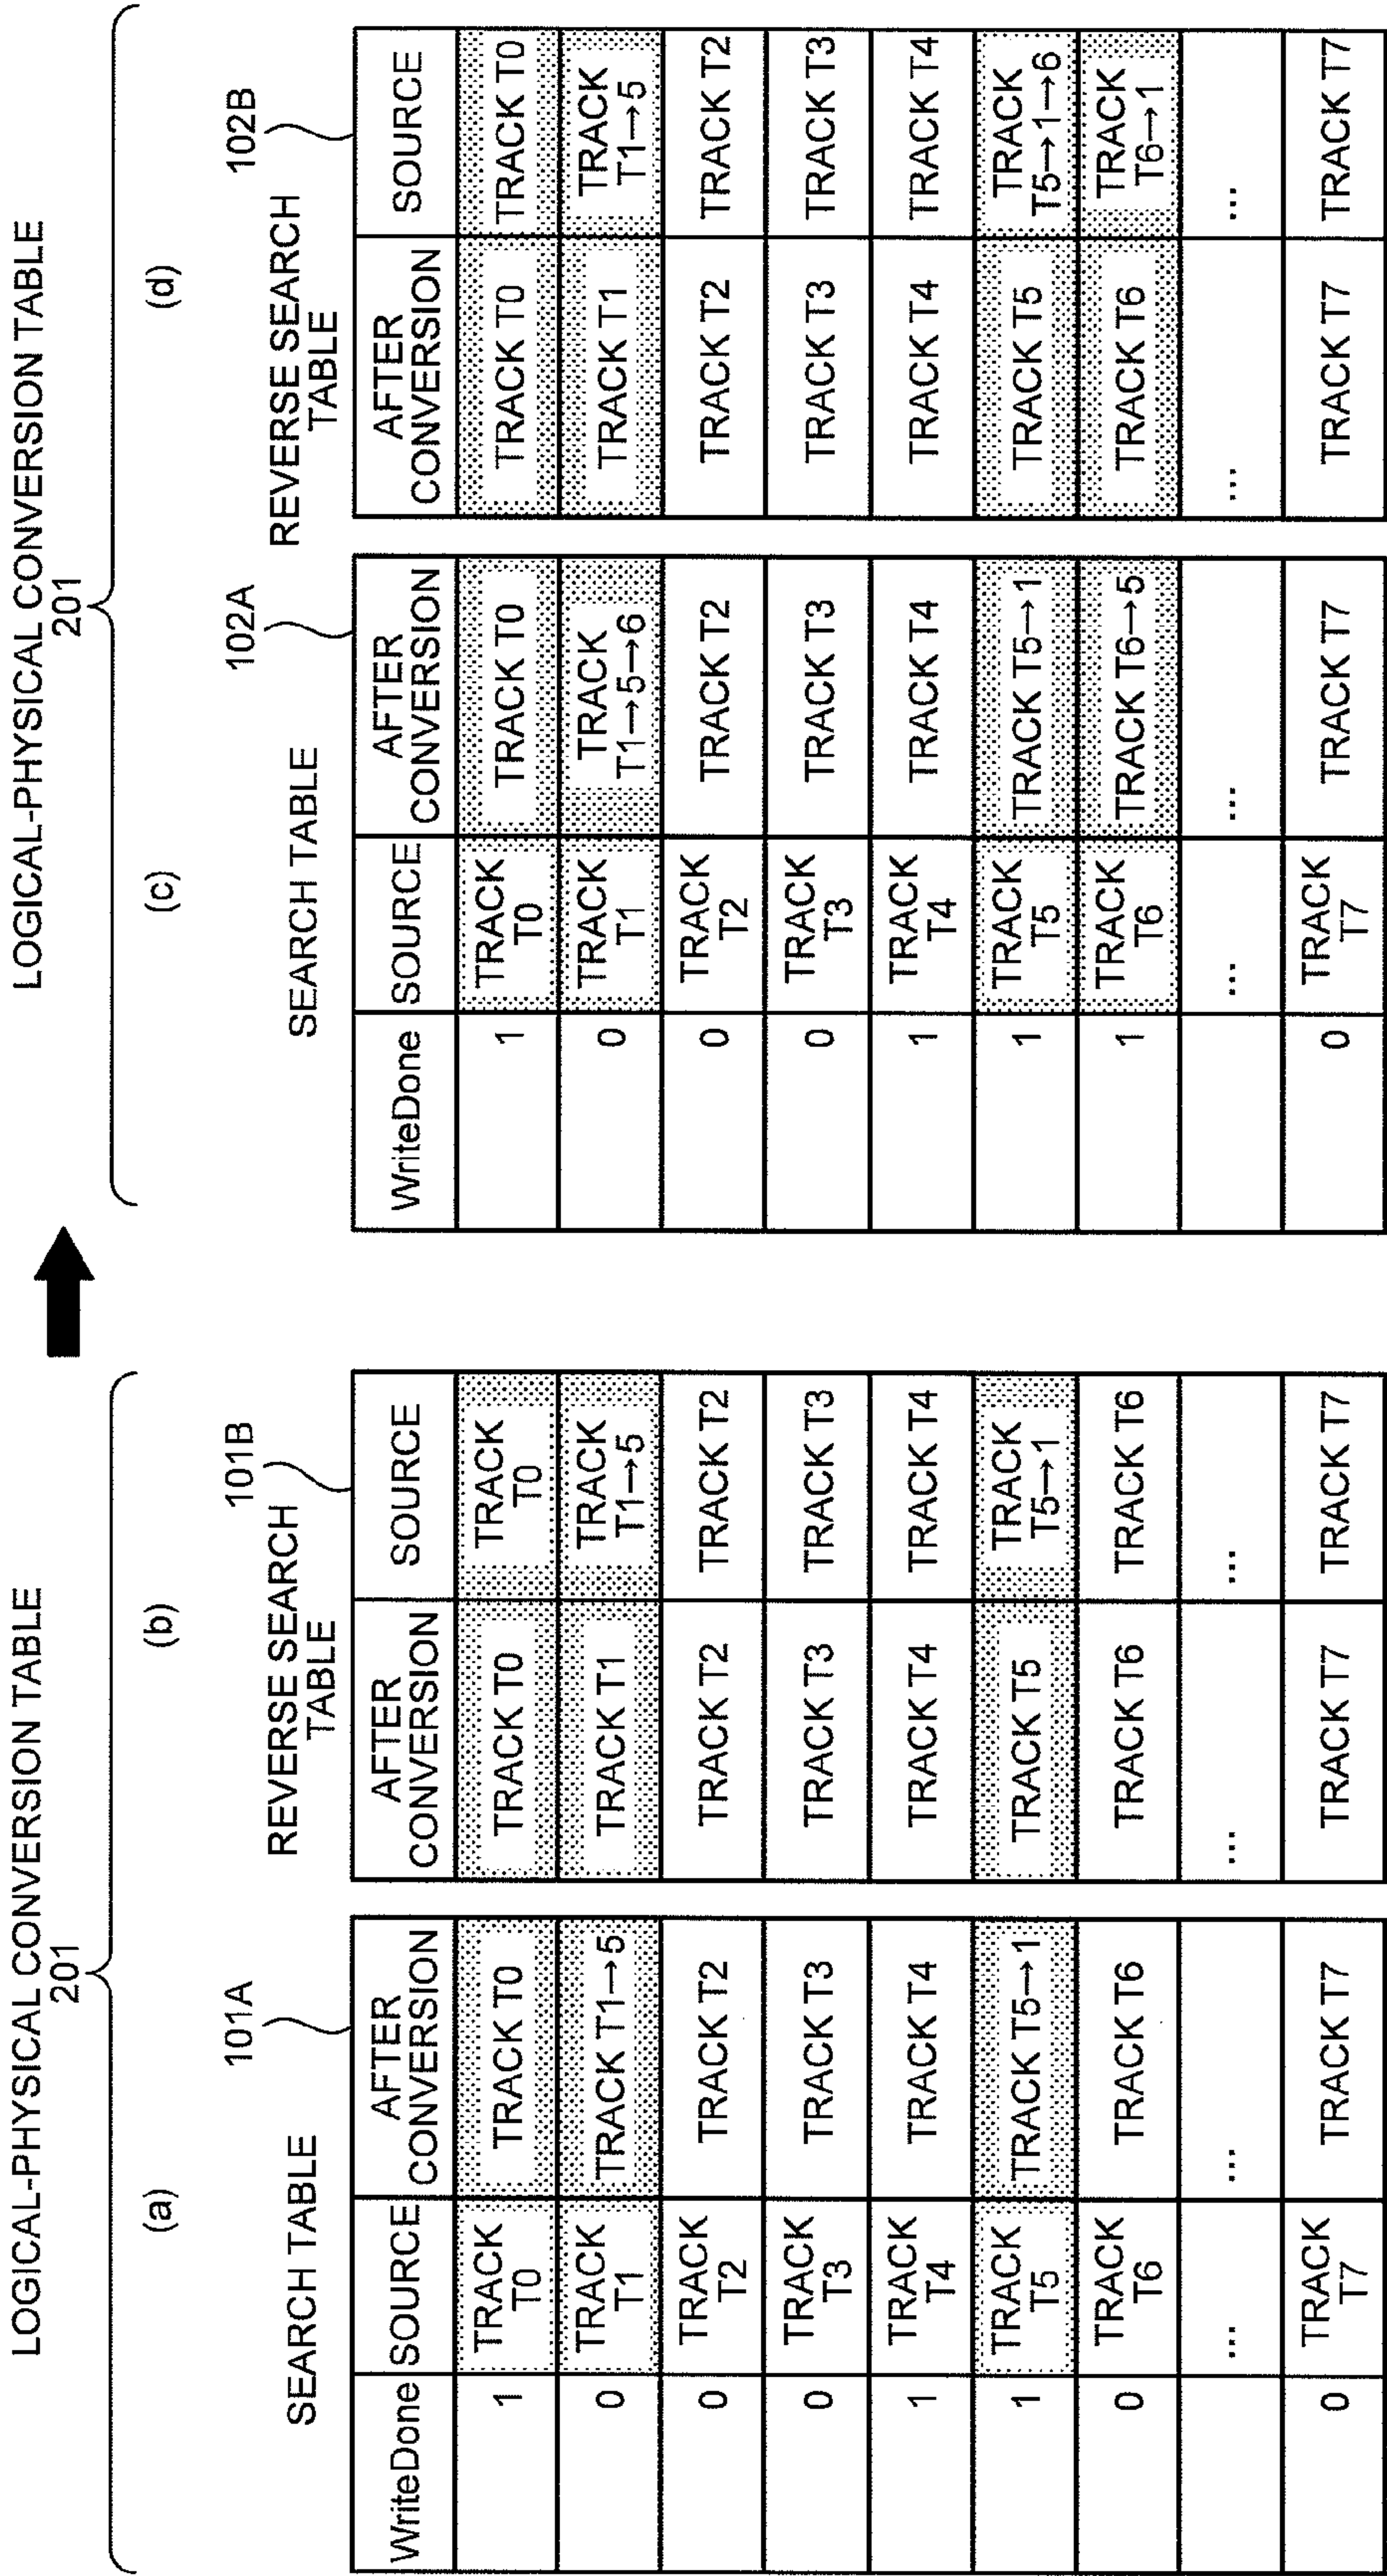 LOGICAL-PHYSICAL CONVERSION TABLE
201
(a)
(b)
101A
SEARCH TABLE
WriteDone SOURCE AFTER CONVERSION
1 TRACK T0 TRACK T0
0 TRACK T1 TRACK T1→5
0 TRACK T2 TRACK T2
0 TRACK T3 TRACK T3
1 TRACK T4 TRACK T4
1 TRACK T5 TRACK T5→1
0 TRACK T6 TRACK T6
... ...
0 TRACK T7 TRACK T7
101B
REVERSE SEARCH
TABLE
AFTER CONVERSION SOURCE
TRACK T0 TRACK T0
TRACK T1 TRACK T1→5
TRACK T2 TRACK T2
TRACK T3 TRACK T3
TRACK T4 TRACK T4
TRACK T5 TRACK T5→1
TRACK T6 TRACK T6
... ...
TRACK T7 TRACK T7
LOGICAL-PHYSICAL CONVERSION TABLE
201
(c)
(d)
102A
SEARCH TABLE
WriteDone SOURCE AFTER CONVERSION
1 TRACK T0 TRACK T0
0 TRACK T1 TRACK T1→5→6
0 TRACK T2 TRACK T2
0 TRACK T3 TRACK T3
1 TRACK T4 TRACK T4
1 TRACK T5 TRACK T5→1
1 TRACK T6 TRACK T6→5
... ...
0 TRACK T7 TRACK T7
102B
REVERSE SEARCH
TABLE
AFTER CONVERSION SOURCE
TRACK T0 TRACK T0
TRACK T1 TRACK T1→5
TRACK T2 TRACK T2
TRACK T3 TRACK T3
TRACK T4 TRACK T4
TRACK T5 TRACK T5→1→6
TRACK T6 TRACK T6→1
... ...
TRACK T7 TRACK T7